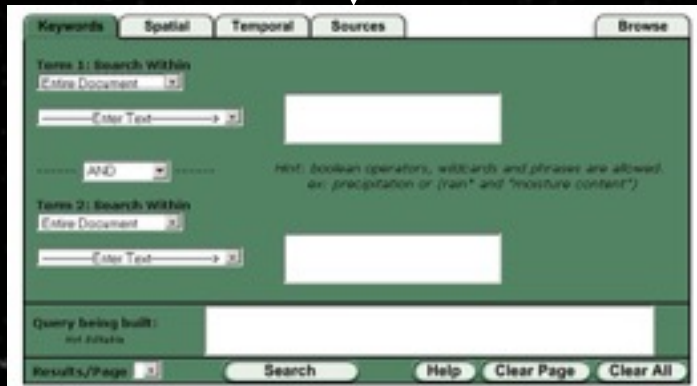 Keywords Spatial Temporal Sources Browse
Term 1: Search Within
Entire Document
Enter Text
AND
Hint: boolean operators, wildcards and phrases are allowed.
ex: precipitation or (rain* and "moisture content")
Term 2: Search Within
Entire Document
Enter Text
Query being built:
Not Editable
Results/Page Search Help Clear Page Clear All